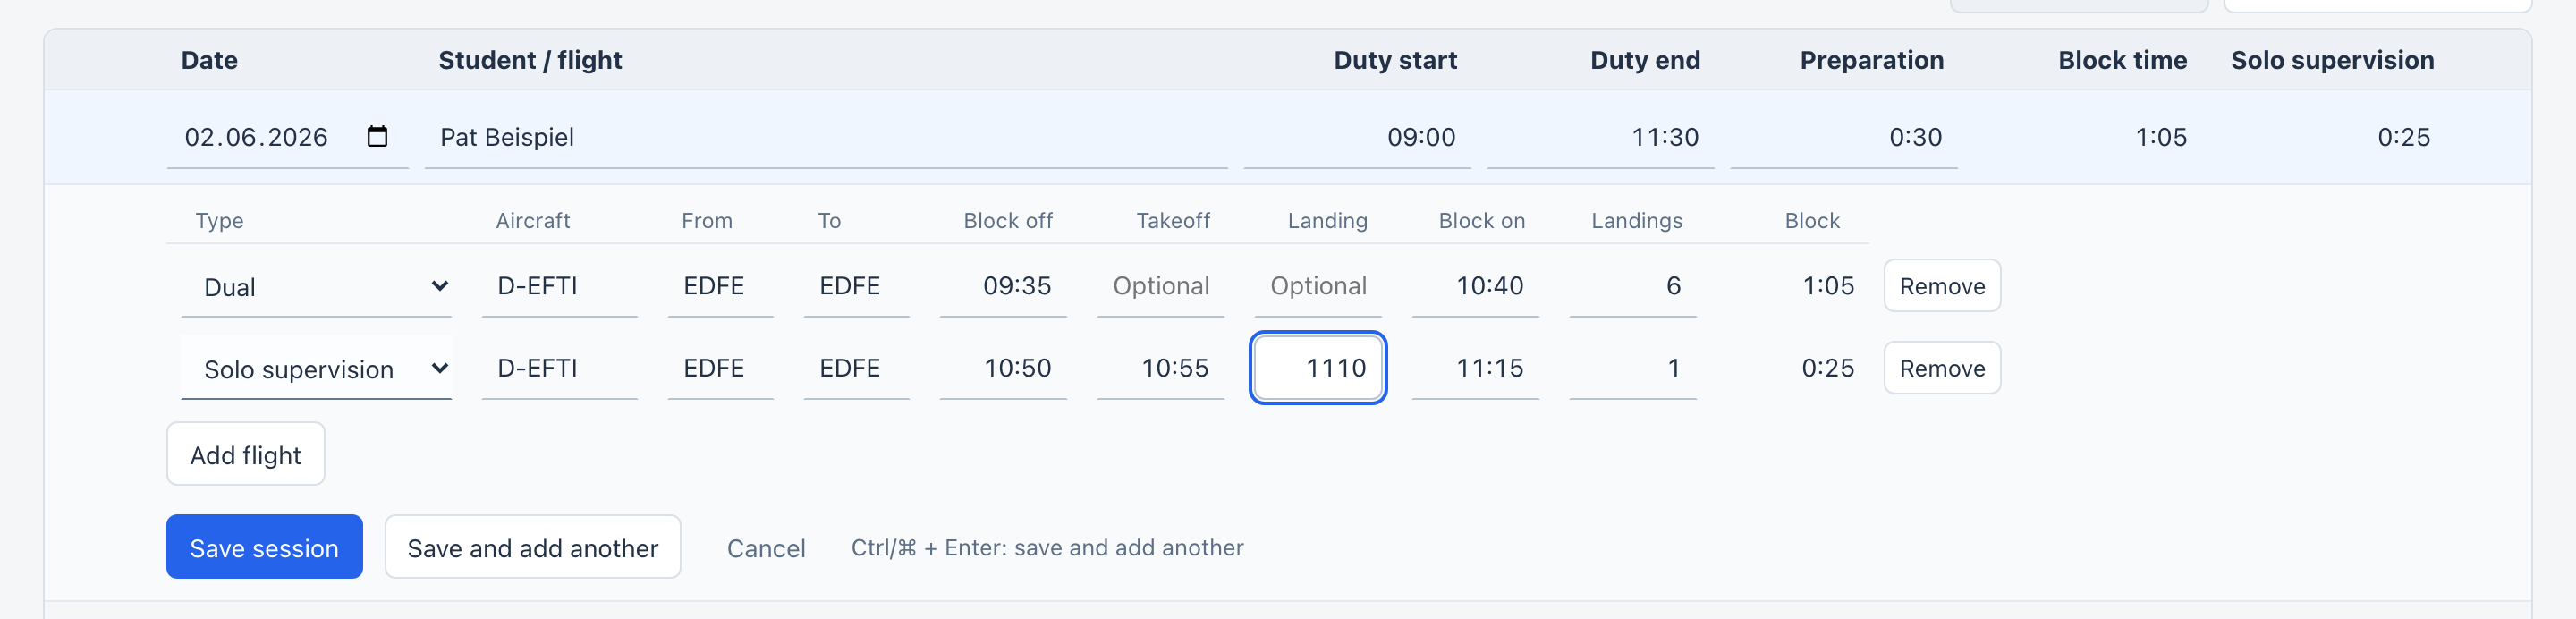 Date Student / flight Duty start Duty end Preparation Block time Solo supervision
02.06.2026 Pat Beispiel 09:00 11:30 0:30 1:05 0:25
Type Aircraft From To Block off Takeoff Landing Block on Landings Block
Dual D-EFTI EDFE EDFE 09:35 Optional Optional 10:40 6 1:05 Remove
Solo supervision D-EFTI EDFE EDFE 10:50 10:55 1110 11:15 1 0:25 Remove
Add flight
Save session Save and add another Cancel Ctrl/⌘ + Enter: save and add another